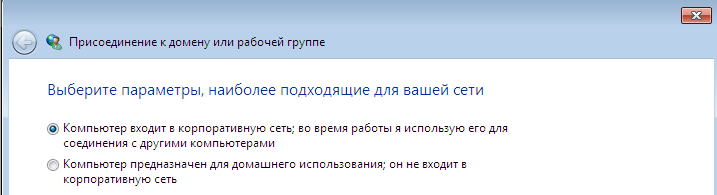 Присоединение к домену или рабочей группе
Выберите параметры, наиболее подходящие для вашей сети
Компьютер входит в корпоративную сеть; во время работы я использую его для
соединения с другими компьютерами
Компьютер предназначен для домашнего использования; он не входит в
корпоративную сеть